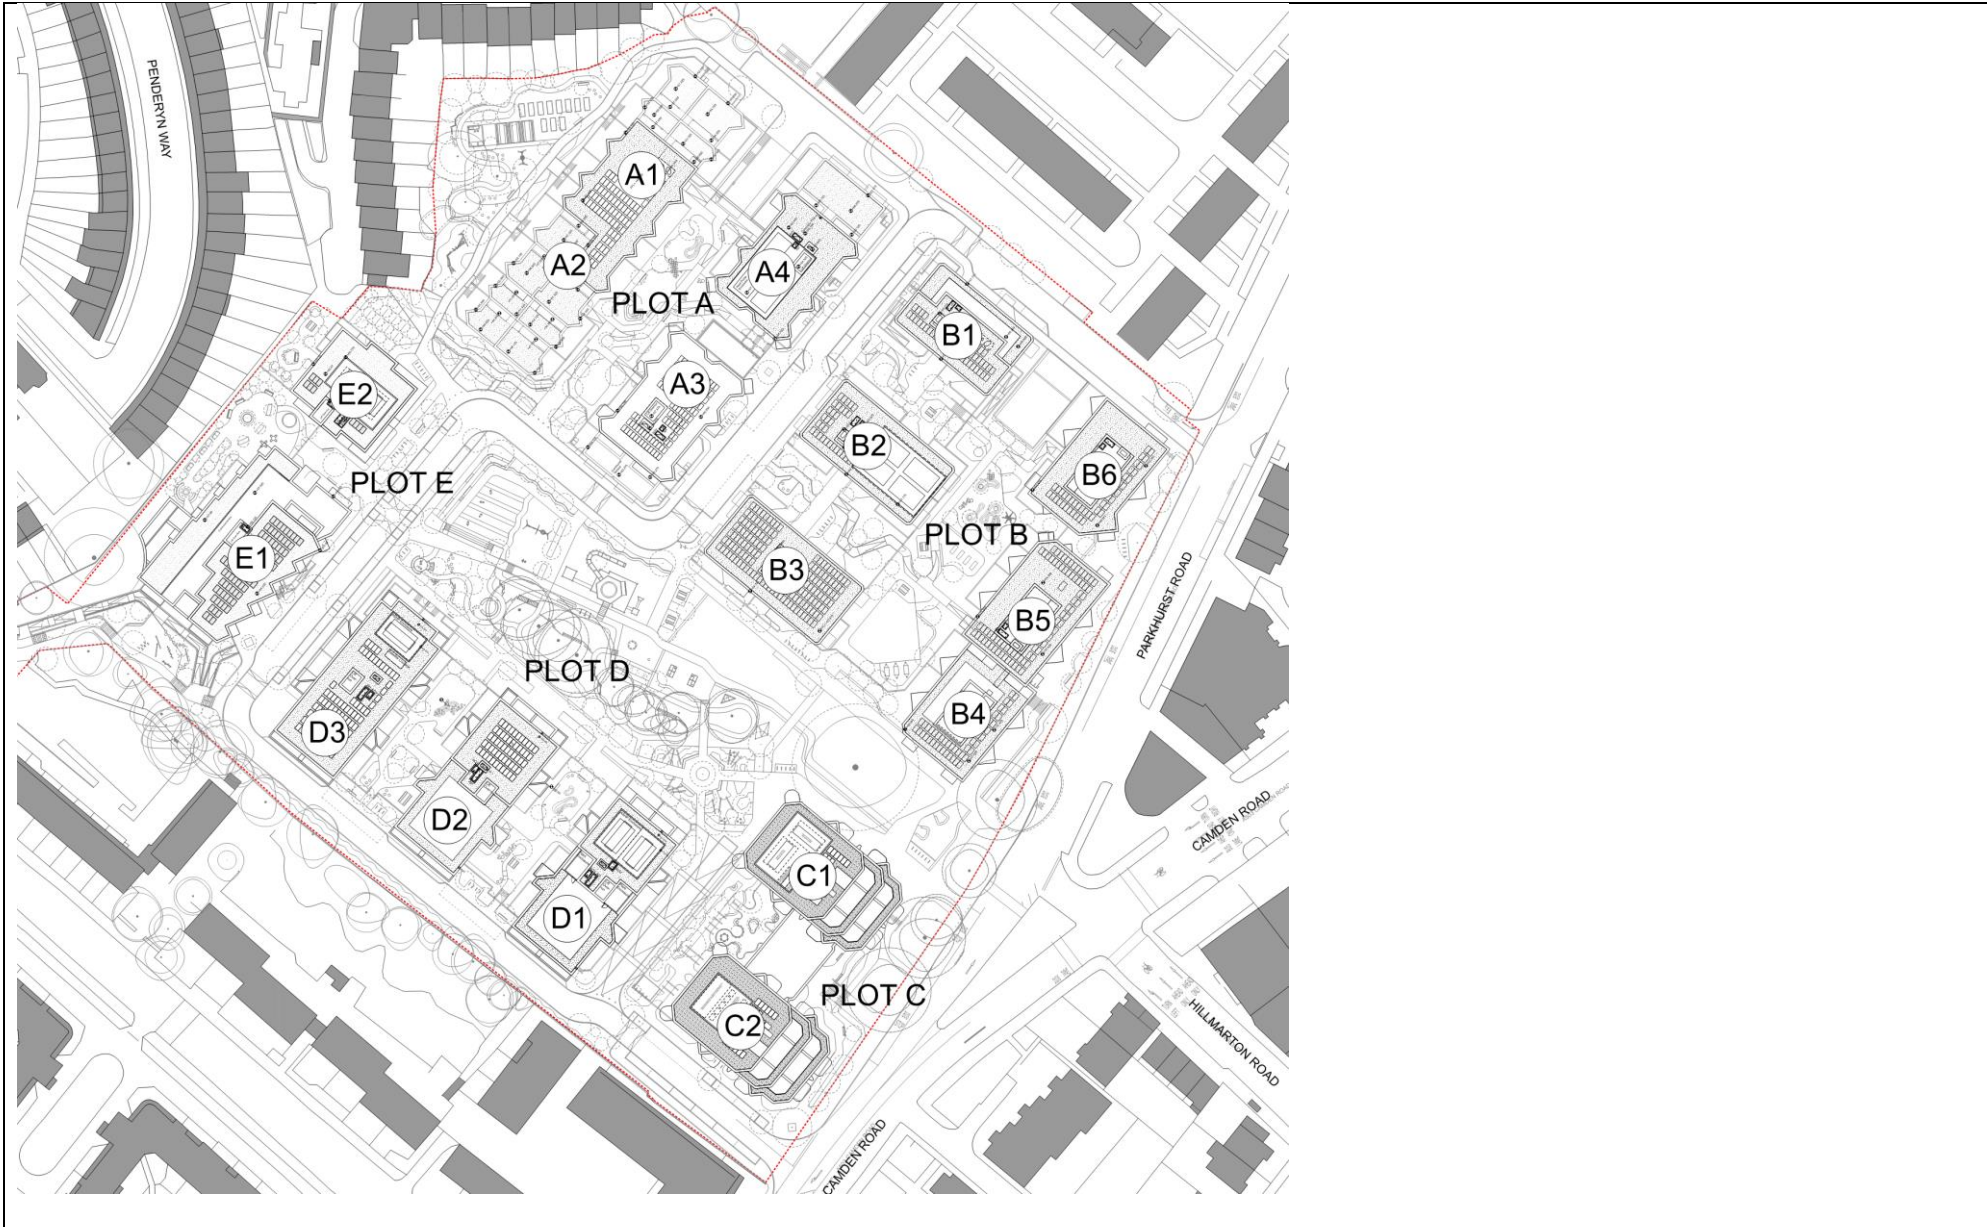 PENDERYN WAY
A1
A2
A4
PLOT A
B1
A3
E2
B2
B6
PLOT E
PLOT B
E1
B3
PARKHURST ROAD
B5
PLOT D
B4
D3
D2
CAMDEN ROAD
C1
D1
PLOT C
C2
HILLMARTON ROAD
CAMDEN ROAD